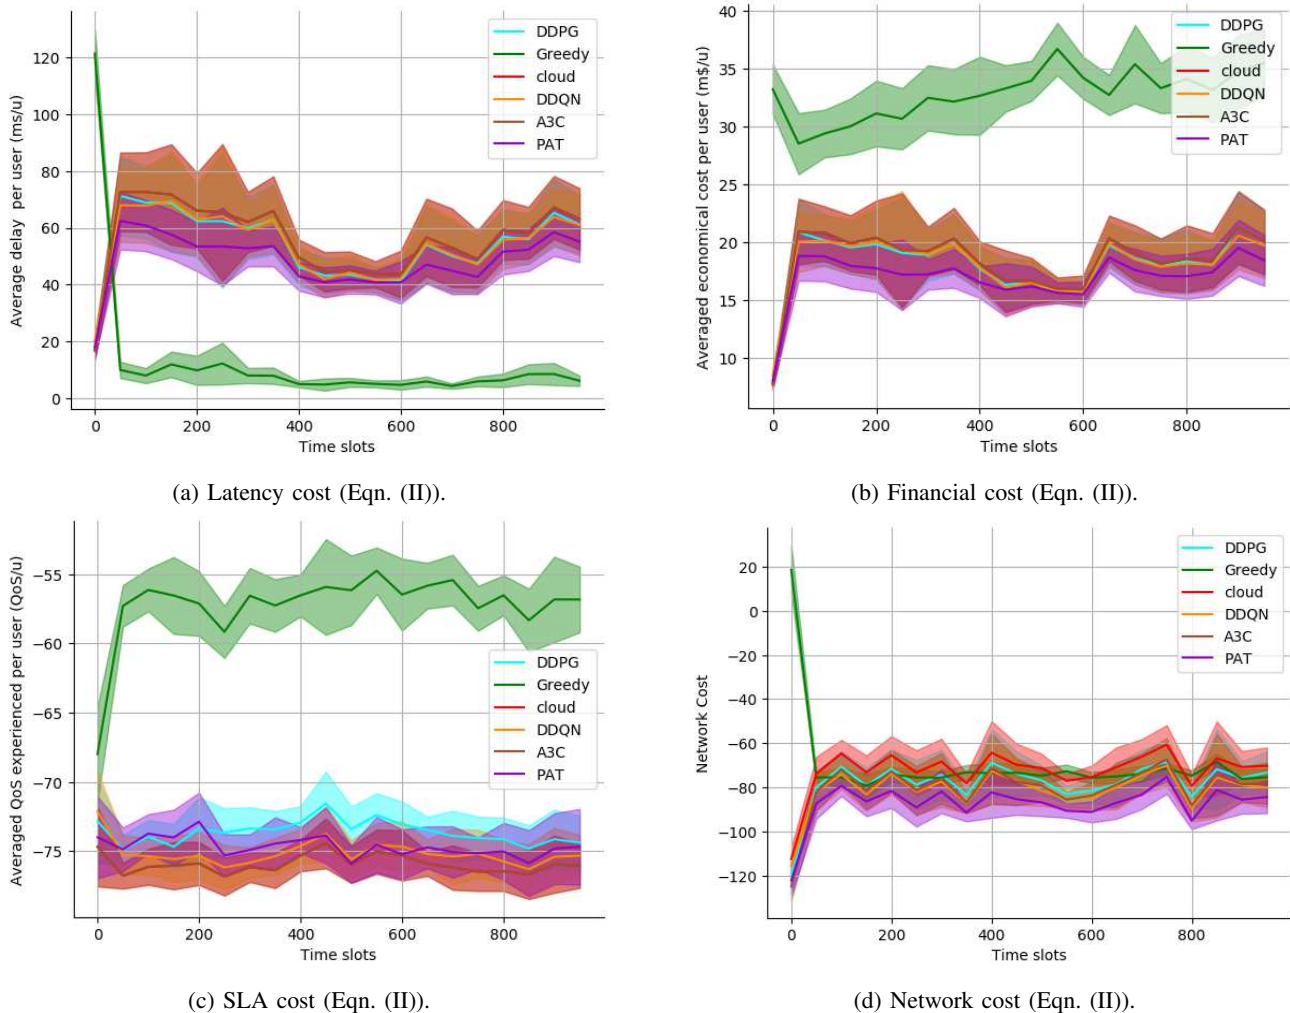 DDPG
Greedy
cloud
DDQN
A3C
PAT
120
100
80
60
40
20
0
Average delay per user (ms/u)
0 200 400 600 800
Time slots
(a) Latency cost (Eqn. (II)).
DDPG
Greedy
cloud
DDQN
A3C
PAT
40
35
30
25
20
15
10
Averaged economical cost per user (m$/u)
0 200 400 600 800
Time slots
(b) Financial cost (Eqn. (II)).
DDPG
Greedy
cloud
DDQN
A3C
PAT
−55
−60
−65
−70
−75
Averaged QoS experienced per user (QoS/u)
0 200 400 600 800
Time slots
(c) SLA cost (Eqn. (II)).
DDPG
Greedy
cloud
DDQN
A3C
PAT
20
0
−20
−40
−60
−80
−100
−120
Network Cost
0 200 400 600 800
Time slots
(d) Network cost (Eqn. (II)).